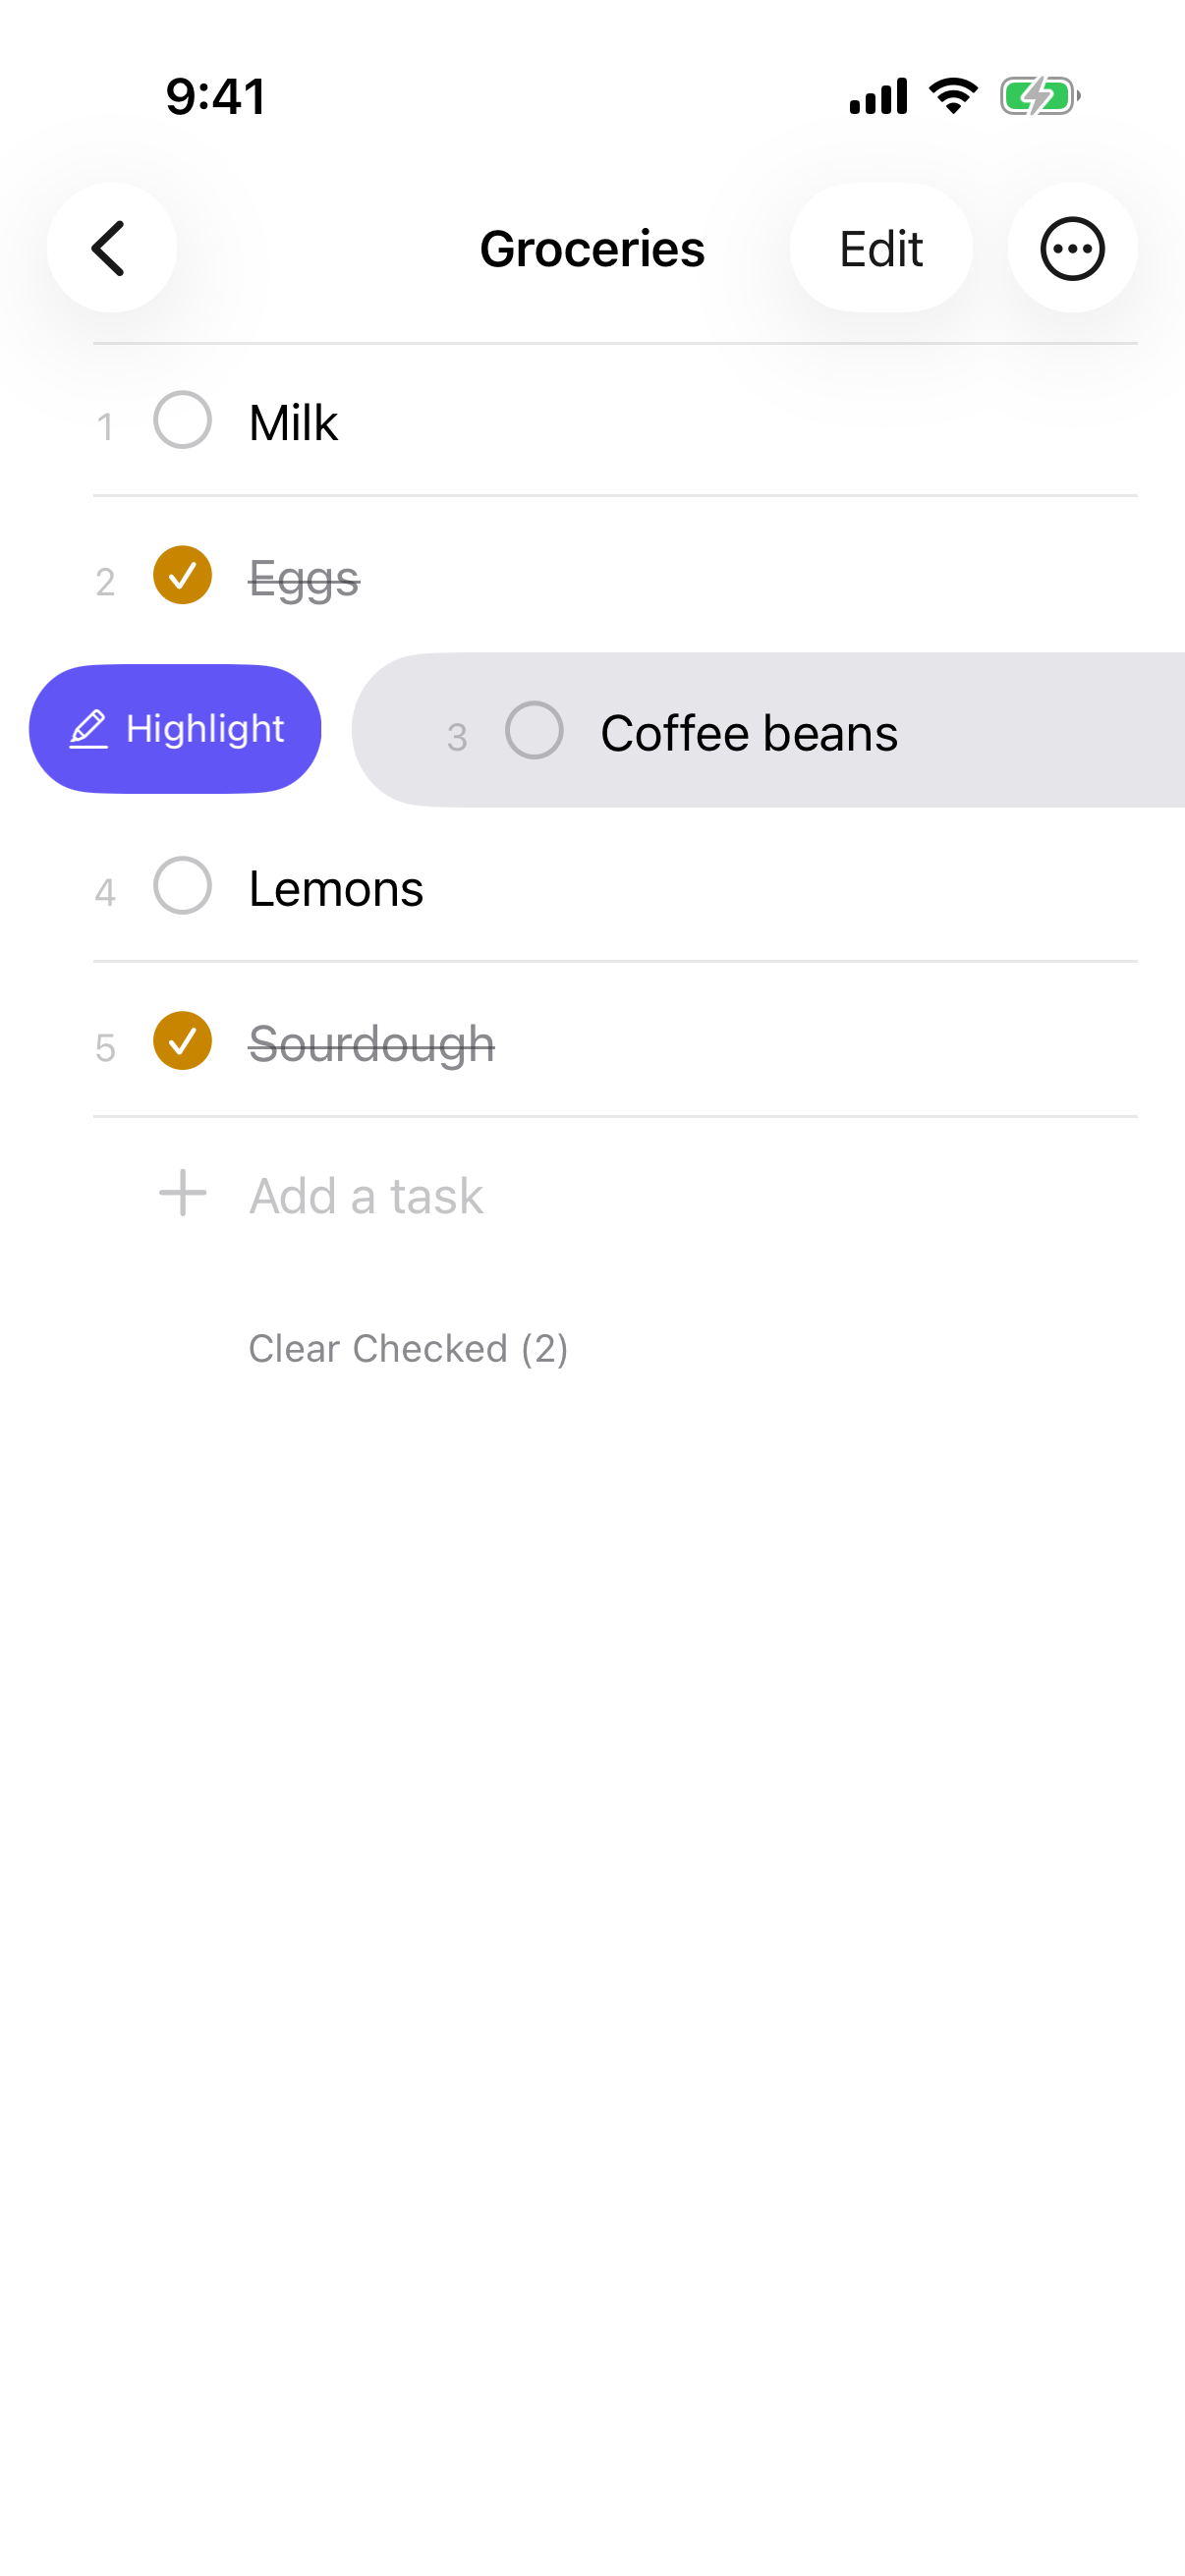 9:41
Groceries
Edit
1 Milk
2 Eggs
Highlight
3 Coffee beans
4 Lemons
5 Sourdough
Add a task
Clear Checked (2)